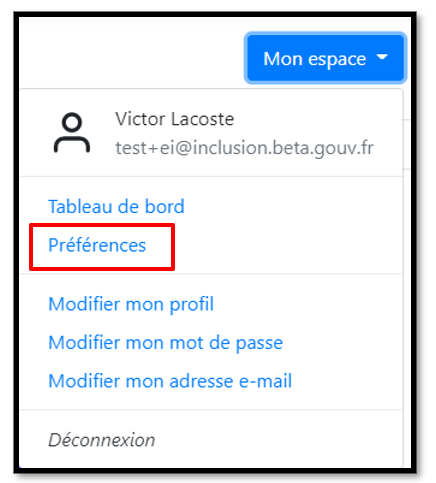 Mon espace
Victor Lacoste
test+ei@inclusion.beta.gouv.fr
Tableau de bord
Préférences
Modifier mon profil
Modifier mon mot de passe
Modifier mon adresse e-mail
Déconnexion